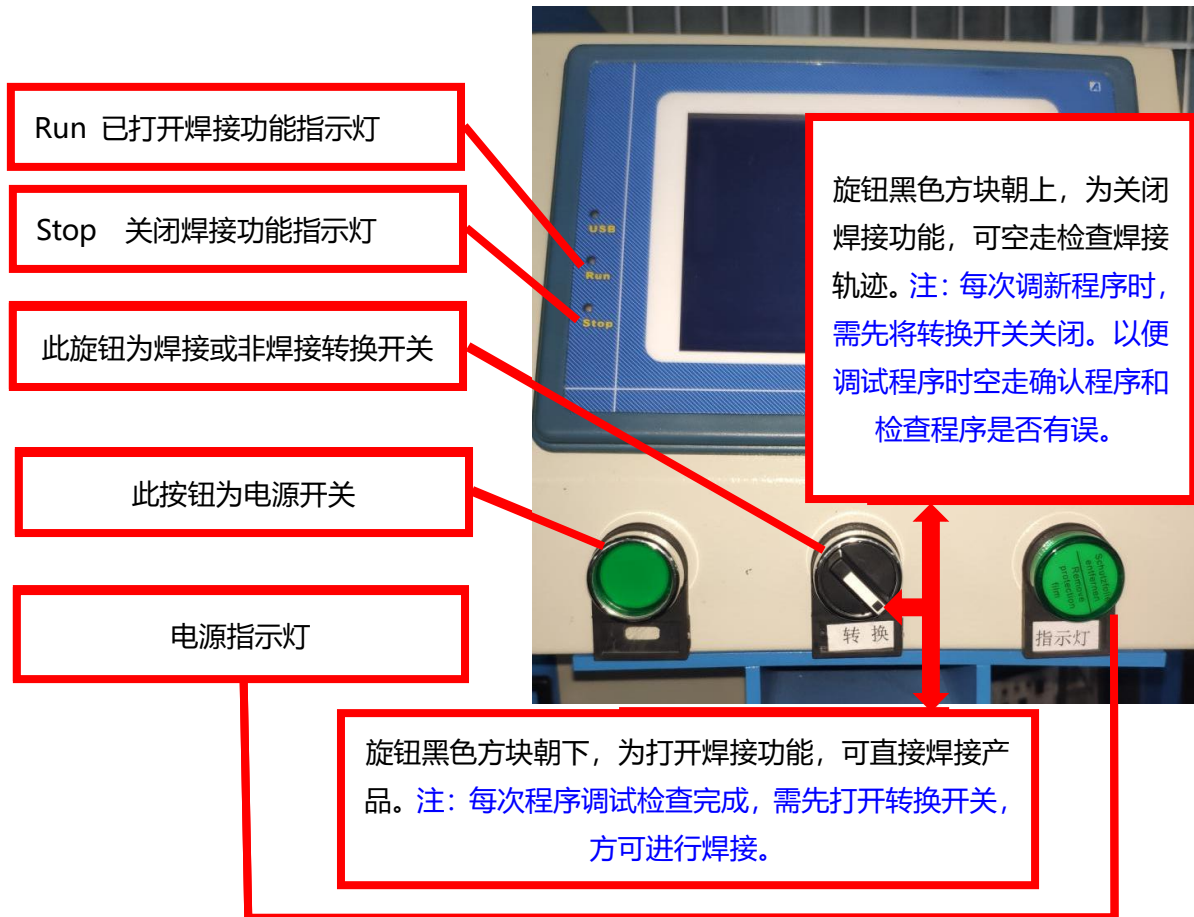 Run 已打开焊接功能指示灯
Stop 关闭焊接功能指示灯
此旋钮为焊接或非焊接转换开关
此按钮为电源开关
电源指示灯
旋钮黑色方块朝上，为关闭
焊接功能，可空走检查焊接
轨迹。注：每次调新程序时，
需先将转换开关关闭。以便
调试程序时空走确认程序和
检查程序是否有误。
USB
Run
Stop
转 换
指示灯
Schutzfolie
entfernen
Remove
protection
film
旋钮黑色方块朝下，为打开焊接功能，可直接焊接产
品。注：每次程序调试检查完成，需先打开转换开关，
方可进行焊接。